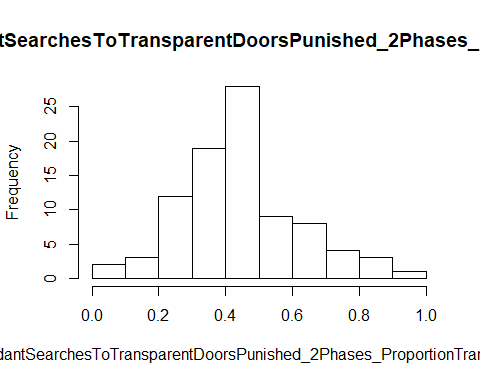 tSearchesToTransparentDoorsPunished_2Phases_
Frequency
25
20
15
10
5
0
0.0 0.2 0.4 0.6 0.8 1.0
dantSearchesToTransparentDoorsPunished_2Phases_ProportionTran